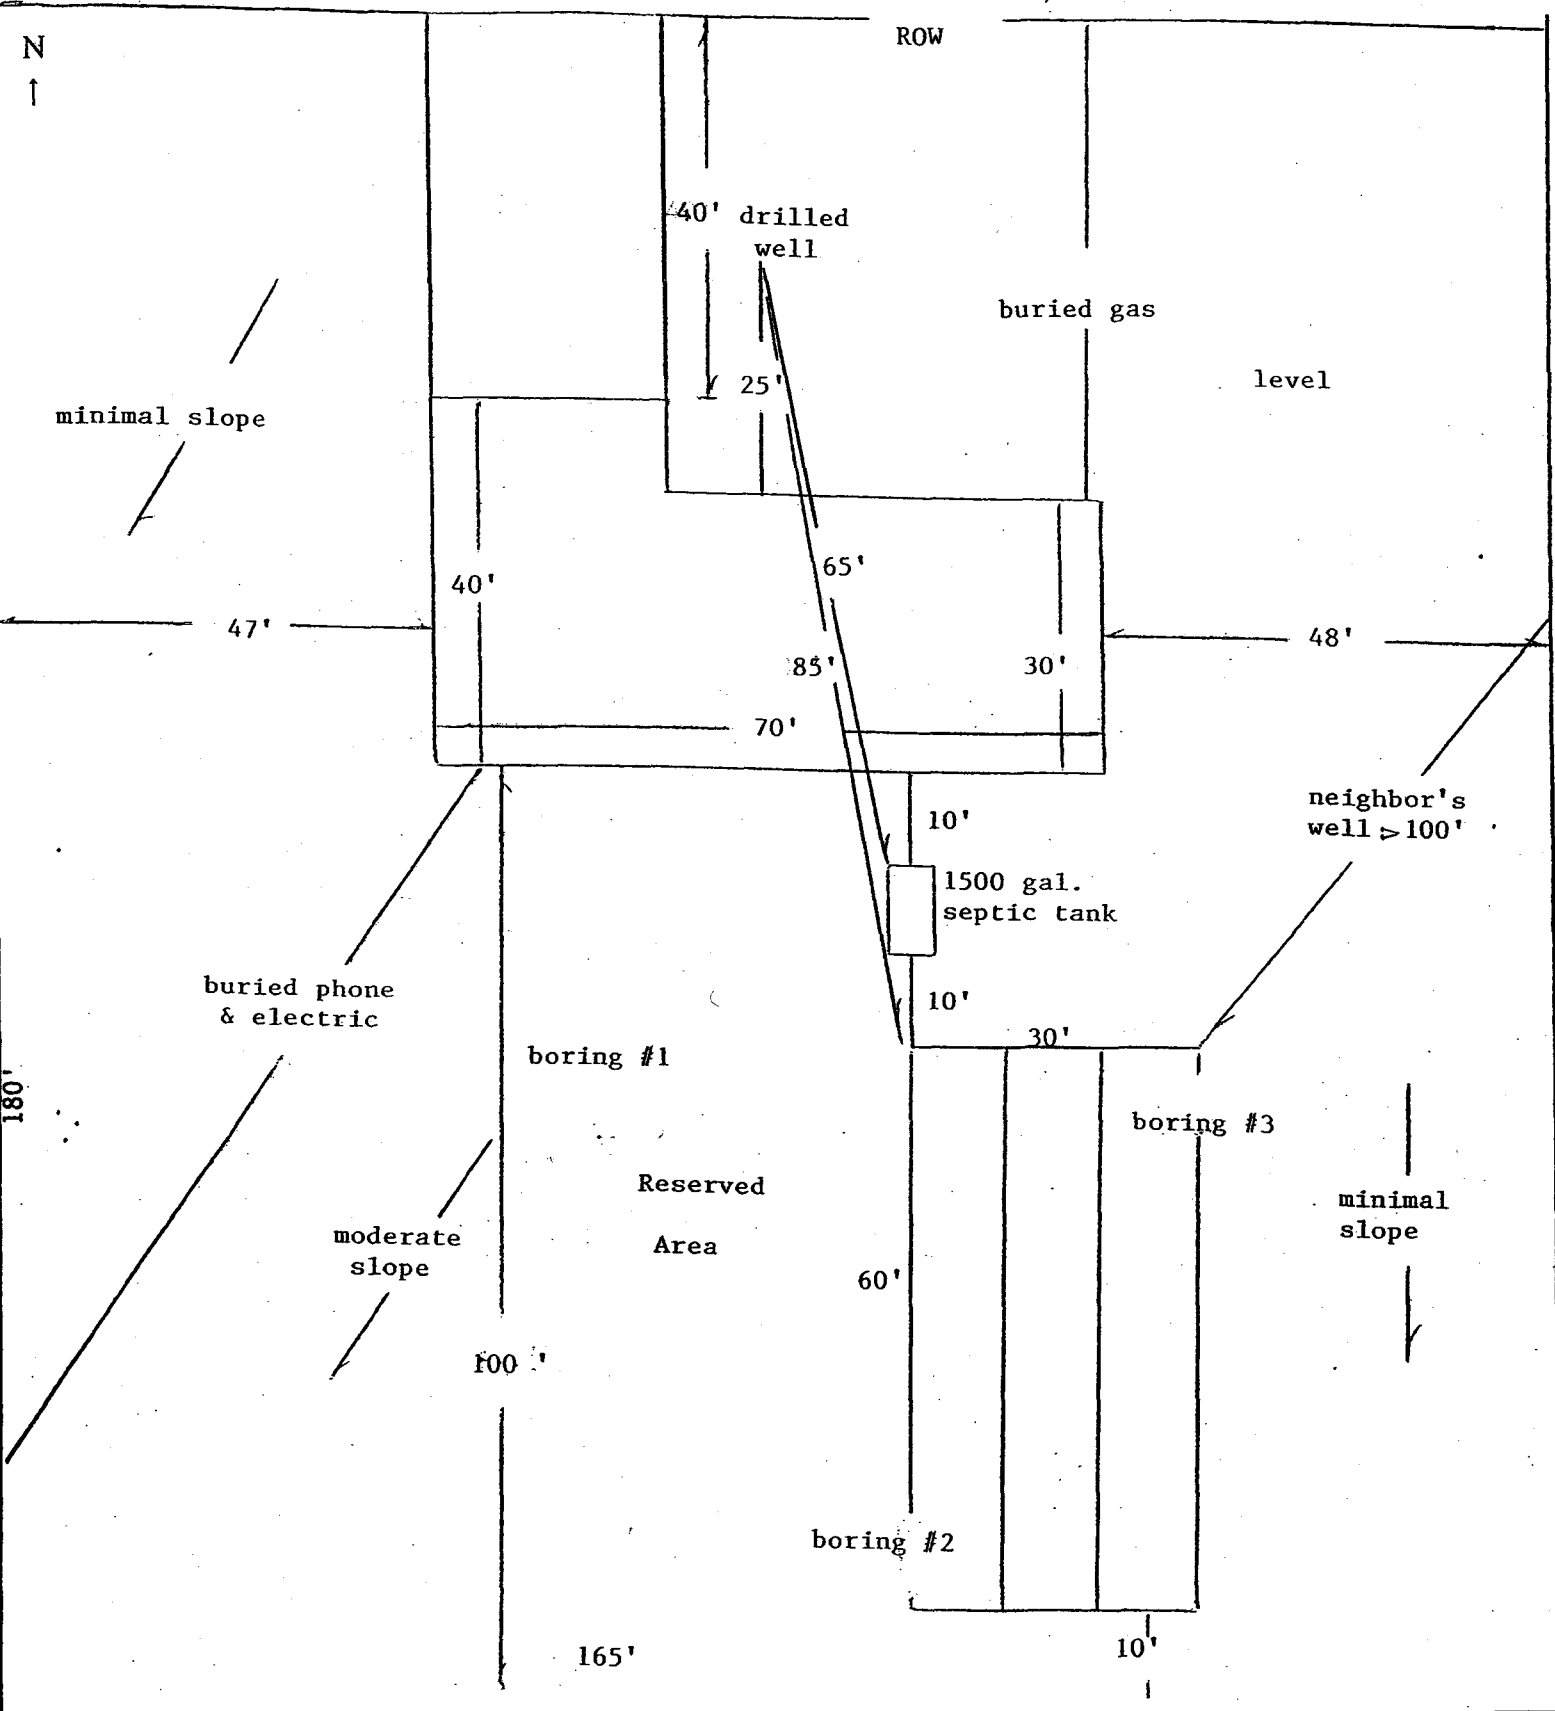 ROW
N
40' drilled
well
buried gas
level
25'
minimal slope
65'
40'
47'
48'
85'
30'
70'
neighbor's
well > 100'
10'
1500 gal.
septic tank
buried phone
& electric
10'
30'
boring #1
180'
boring #3
Reserved
Area
minimal
slope
moderate
slope
60'
100 '
boring #2
10'
165'